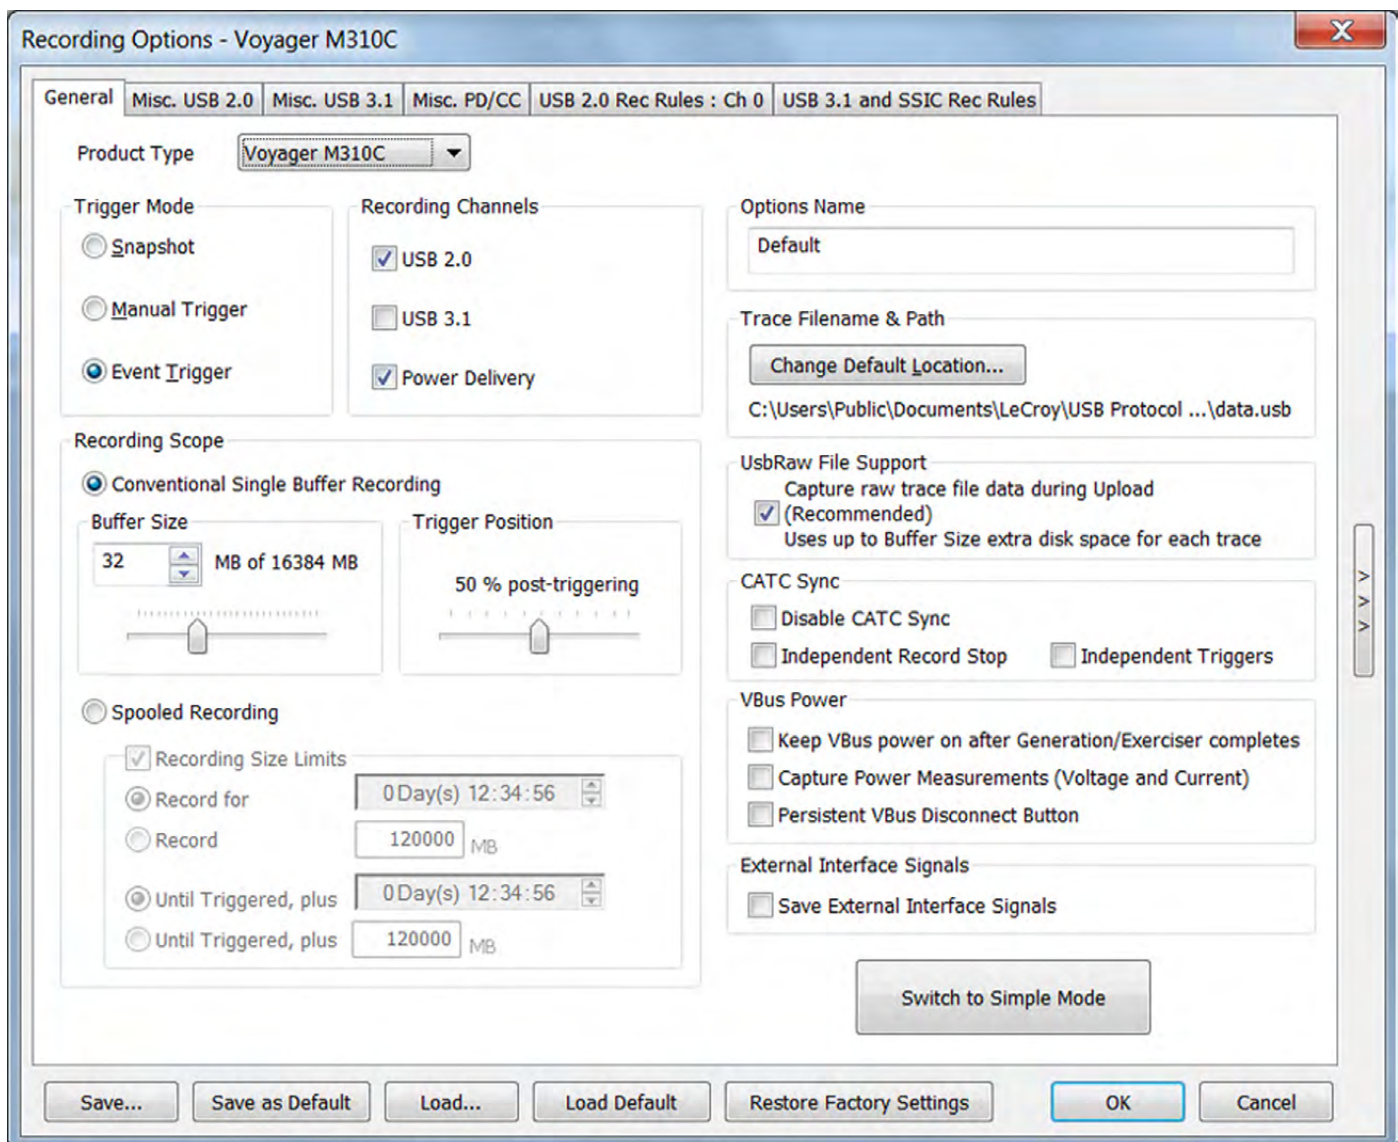 Recording Options - Voyager M310C
X
General Misc. USB 2.0 Misc. USB 3.1 Misc. PD/CC USB 2.0 Rec Rules : Ch 0 USB 3.1 and SSIC Rec Rules
Product Type Voyager M310C
Trigger Mode
Snapshot
Manual Trigger
Event Trigger
Recording Channels
USB 2.0
USB 3.1
Power Delivery
Recording Scope
Conventional Single Buffer Recording
Buffer Size
32 MB of 16384 MB
Trigger Position
50 % post-triggering
Spooled Recording
Recording Size Limits
Record for 0Day(s) 12:34:56
Record 120000 MB
Until Triggered, plus 0Day(s) 12:34:56
Until Triggered, plus 120000 MB
Options Name
Default
Trace Filename & Path
Change Default Location...
C:\Users\Public\Documents\LeCroy\USB Protocol ...\data.usb
UsbRaw File Support
Capture raw trace file data during Upload
(Recommended)
Uses up to Buffer Size extra disk space for each trace
CATC Sync
Disable CATC Sync
Independent Record Stop Independent Triggers
VBus Power
Keep VBus power on after Generation/Exerciser completes
Capture Power Measurements (Voltage and Current)
Persistent VBus Disconnect Button
External Interface Signals
Save External Interface Signals
Switch to Simple Mode
>
>
>
Save... Save as Default Load... Load Default Restore Factory Settings OK Cancel